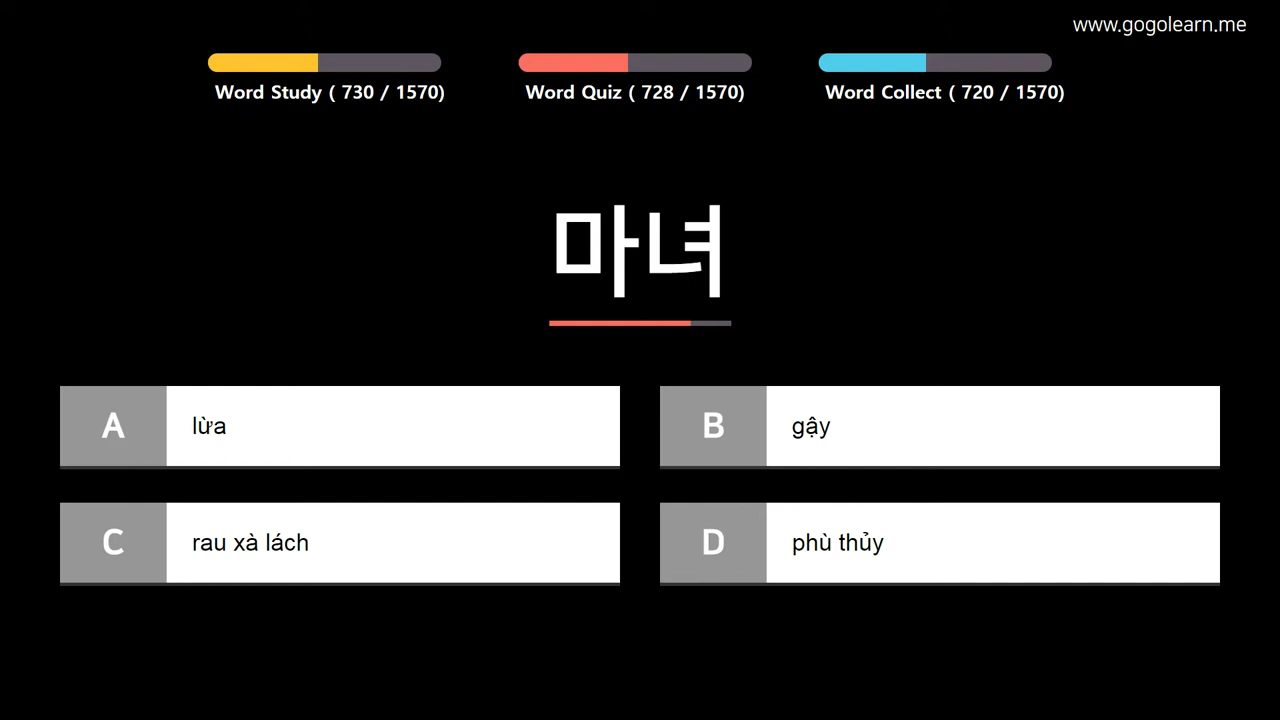 www.gogolearn.me
Word Study ( 730 / 1570)
Word Quiz ( 728 / 1570)
Word Collect ( 720 / 1570)
마녀
A lừa
B gậy
C rau xà lách
D phù thủy